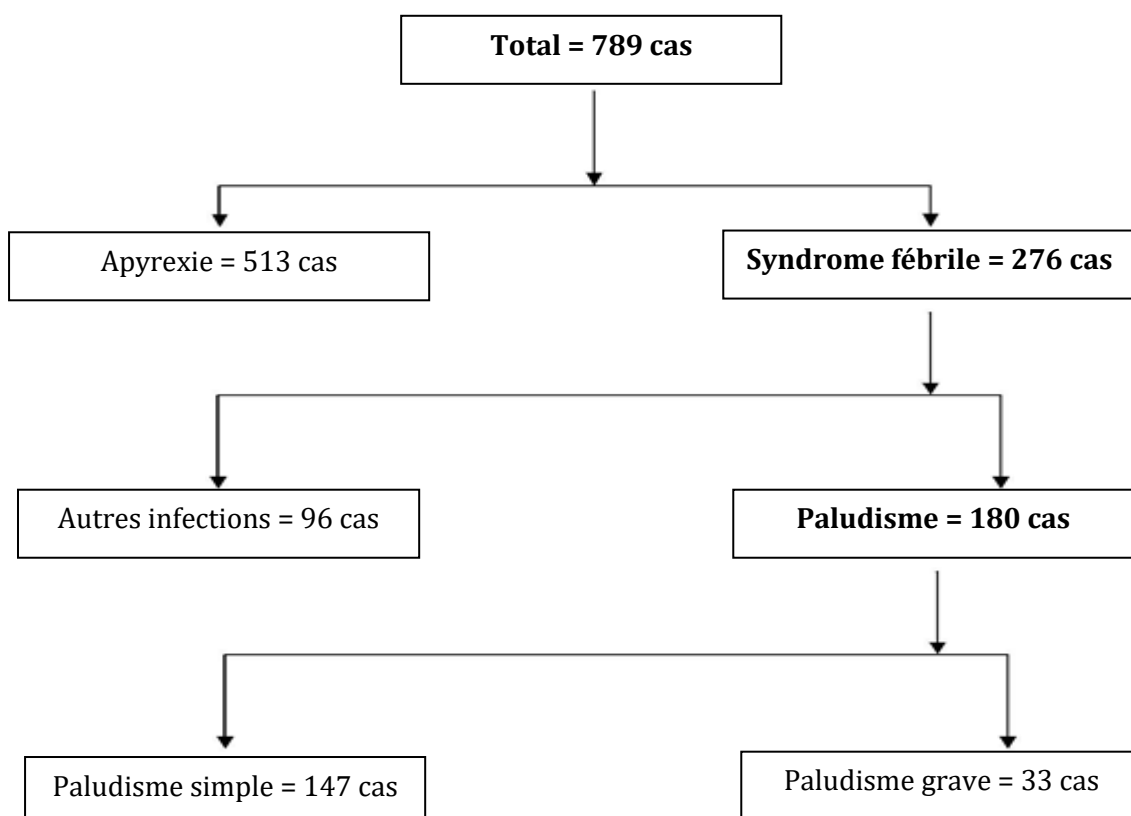 Total = 789 cas
Apyrexie = 513 cas
Syndrome fébrile = 276 cas
Autres infections = 96 cas
Paludisme = 180 cas
Paludisme simple = 147 cas
Paludisme grave = 33 cas